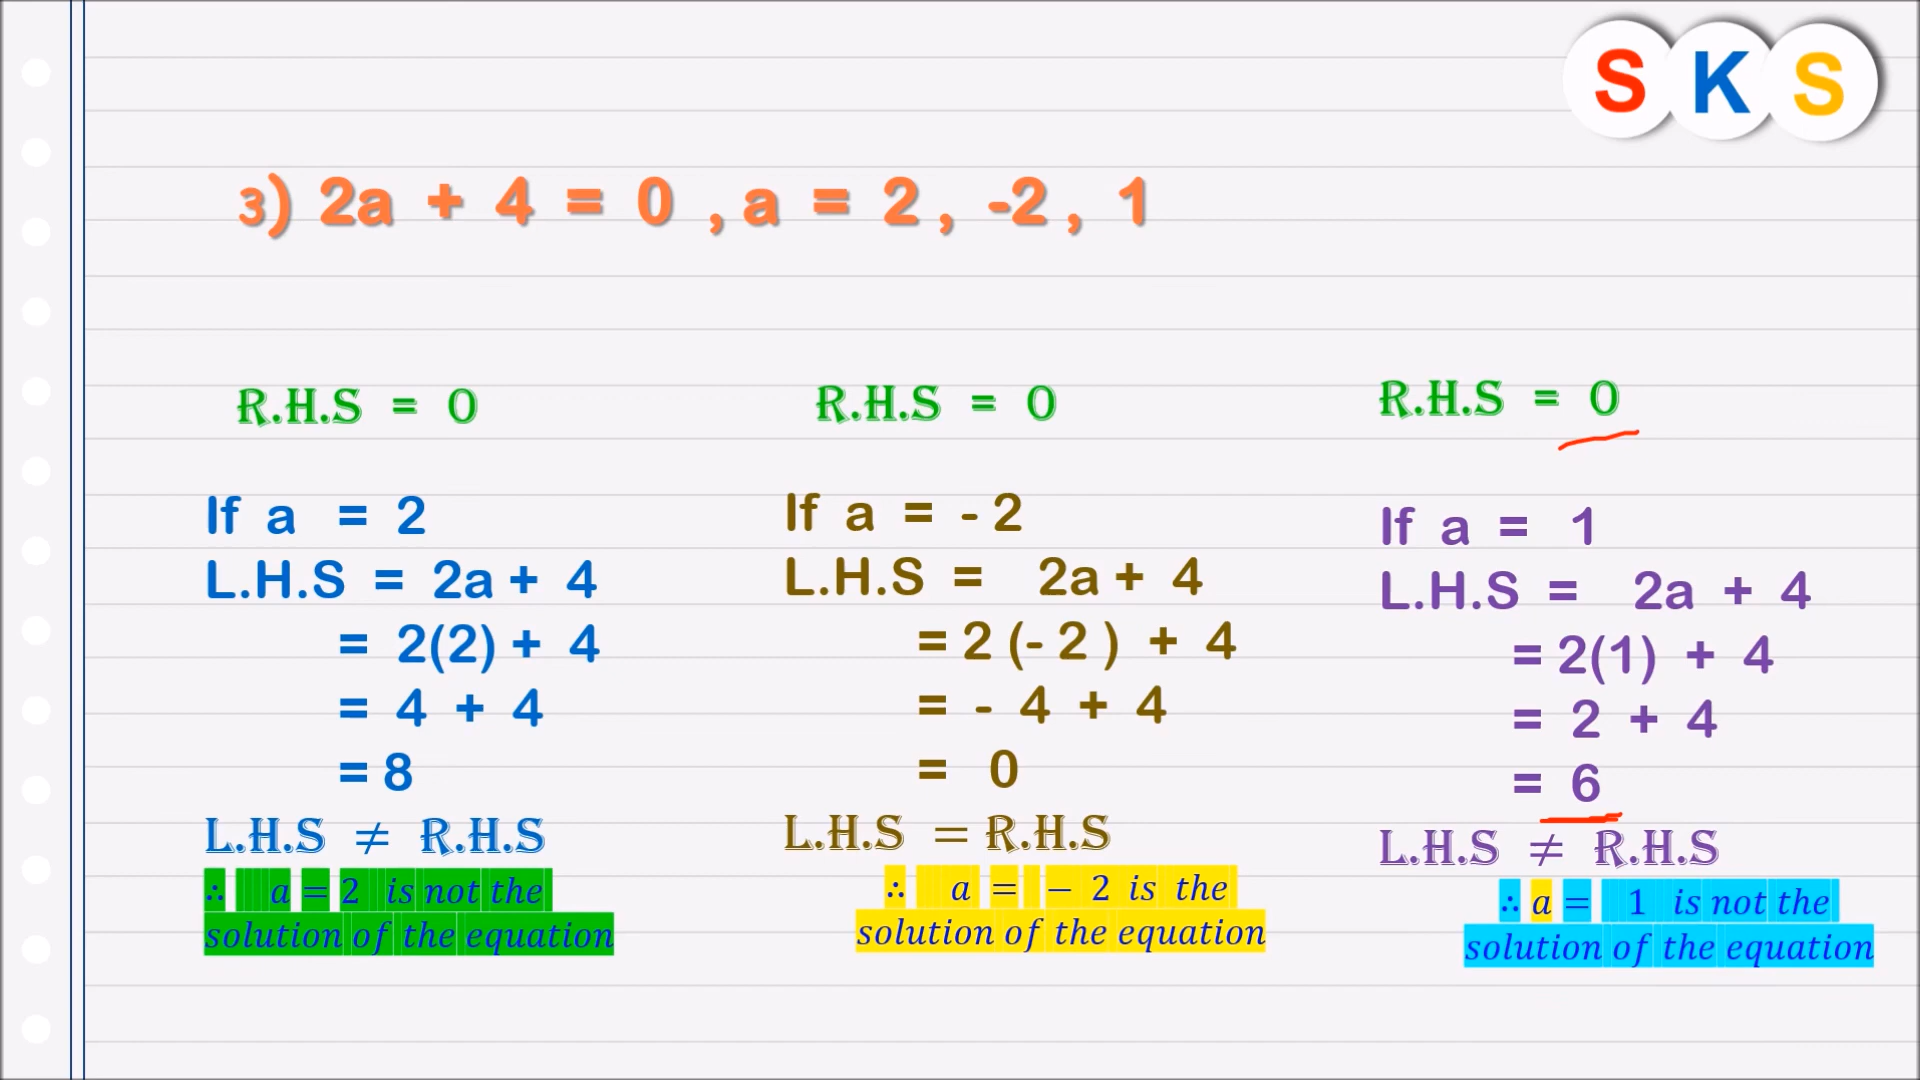 SKS
3) 2a + 4 = 0 , a = 2 , -2 , 1
R.H.S = 0
If a = 2
L.H.S = 2a + 4
= 2(2) + 4
= 4 + 4
= 8
L.H.S ≠ R.H.S
∴ a = 2 is not the
solution of the equation
R.H.S = 0
If a = - 2
L.H.S = 2a + 4
= 2 (- 2 ) + 4
= - 4 + 4
= 0
L.H.S = R.H.S
∴ a = − 2 is the
solution of the equation
R.H.S = 0
If a = 1
L.H.S = 2a + 4
= 2(1) + 4
= 2 + 4
= 6
L.H.S ≠ R.H.S
∴ a = 1 is not the
solution of the equation